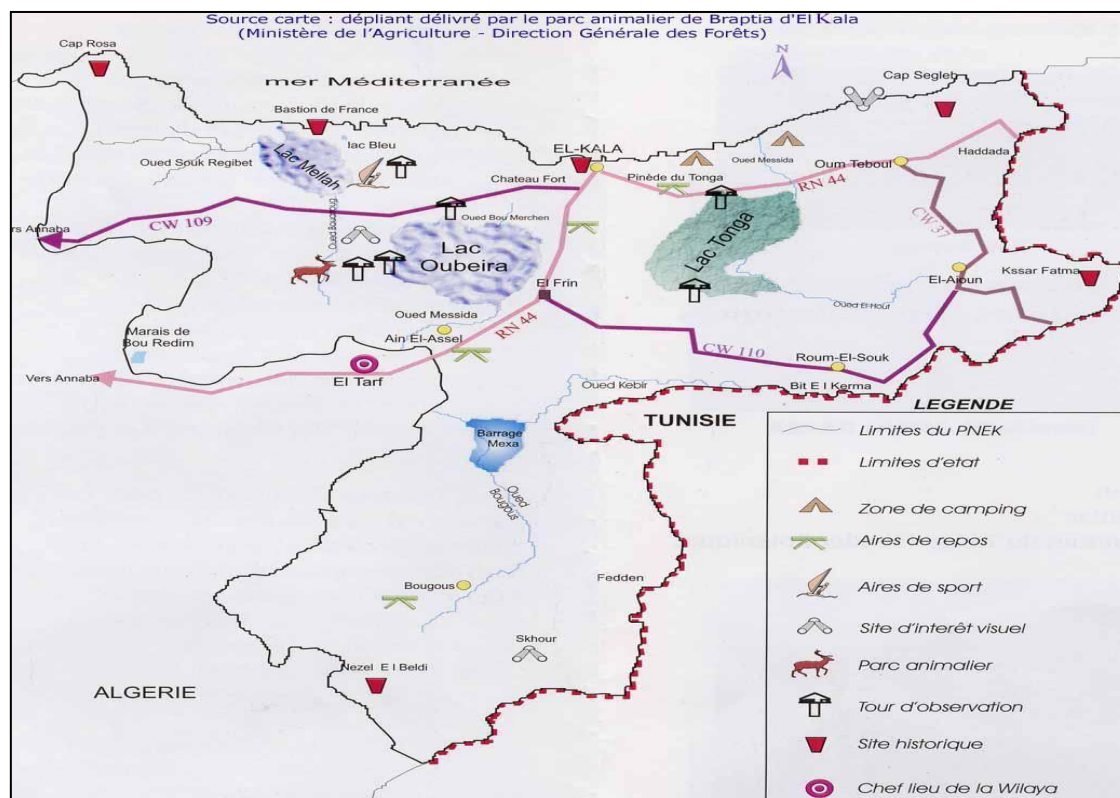 Source carte : dépliant délivré par le parc animalier de Braptia d'El Kala
(Ministère de l'Agriculture - Direction Générale des Forêts)
Cap Rosa
N
Cap Segleb
mer Méditerranée
Bastion de France
lac Bleu
Oued Souk Regibet
Lac Mellah
EL-KALA
Oued Messida
Oum Teboul
Haddada
Chateau Fort
Pinède du Tonga
RN 44
CW 109
ers Annaba
Oued Bou Merchen
Oued Bourdim
Lac
Oubeira
Lac Tonga
CW 37
El-Aioun
Kssar Fatma
El Frin
Oued El Hout
Oued Messida
Ain El-Assel
RN 44
Marais de
Bou Redim
CW 110
Roum-El-Souk
Vers Annaba
El Tarf
Oued Kebir
Bit E l Kerma
TUNISIE
Barrage
Mexa
Oued
Bougous
Bougous
Fedden
Skhour
Nezel E l Beldi
ALGERIE
LEGENDE
Limites du PNEK
Limites d'etat
Zone de camping
Aires de repos
Aires de sport
Site d'interêt visuel
Parc animalier
Tour d'observation
Site historique
Chef lieu de la Wilaya